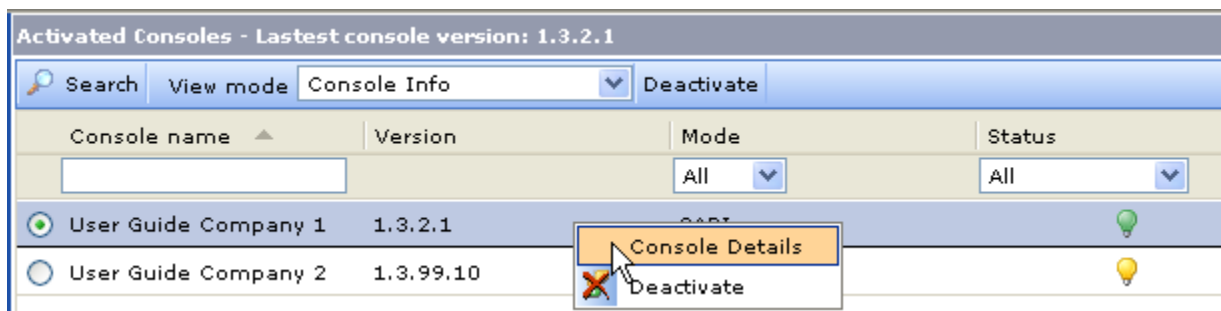 Activated Consoles - Lastest console version: 1.3.2.1
Search View mode Console Info Deactivate
Console name Version Mode Status
All All
User Guide Company 1 1.3.2.1
Console Details
User Guide Company 2 1.3.99.10
Deactivate